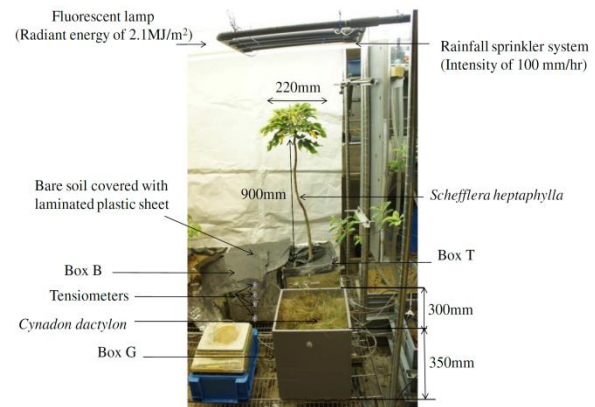 Fluorescent lamp
(Radiant energy of 2.1MJ/m²)
Rainfall sprinkler system
(Intensity of 100 mm/hr)
220mm
Bare soil covered with
laminated plastic sheet
900mm
Schefflera heptaphylla
Box B
Box T
Tensiometers
300mm
Cynadon dactylon
Box G
350mm